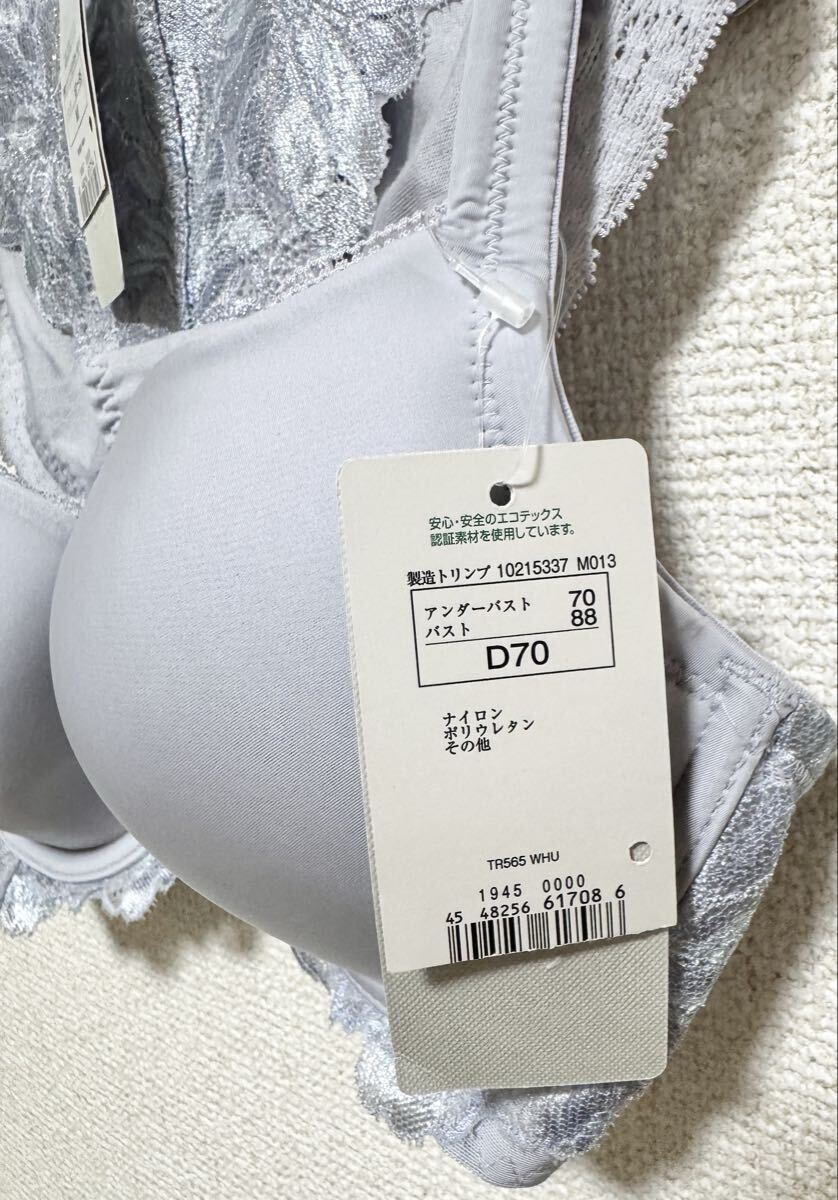 安心・安全のエコテックス
認証素材を使用しています。
製造トリンプ 10215337 M013
アンダーバスト 70
バスト 88
D70
ナイロン
ポリウレタン
その他
TR565 WHU
1945 0000
45 48256 61708 6